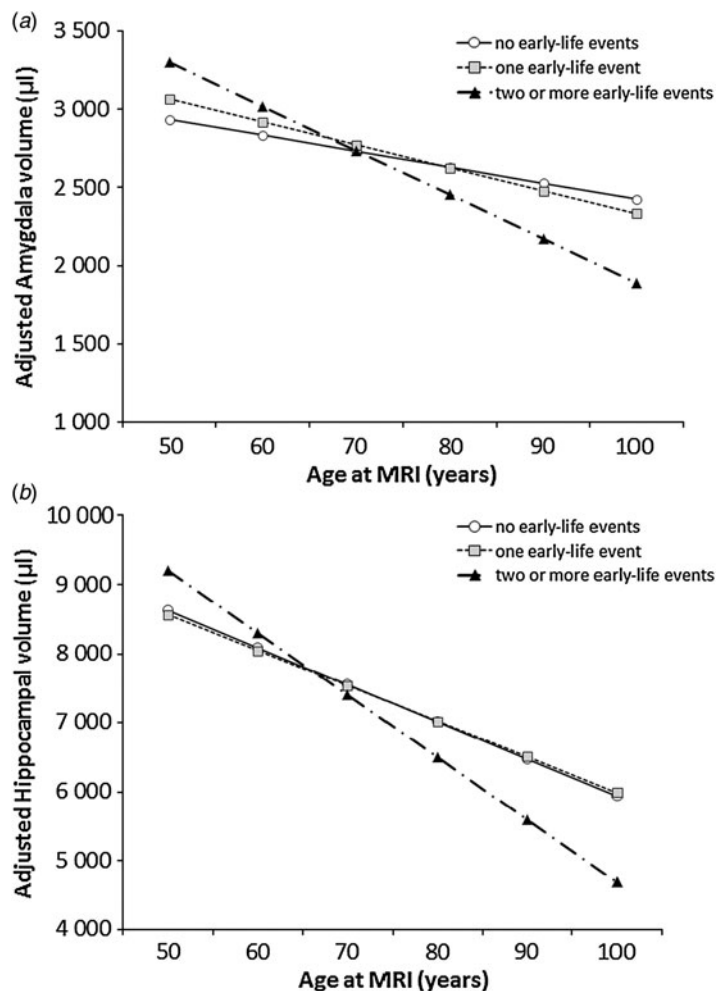 (a)
3 500
3 000
2 500
2 000
1 500
1 000
Adjusted Amygdala volume (µl)
no early-life events
one early-life event
two or more early-life events
50 60 70 80 90 100
Age at MRI (years)
(b)
10 000
9 000
8 000
7 000
6 000
5 000
4 000
Adjusted Hippocampal volume (µl)
no early-life events
one early-life event
two or more early-life events
50 60 70 80 90 100
Age at MRI (years)